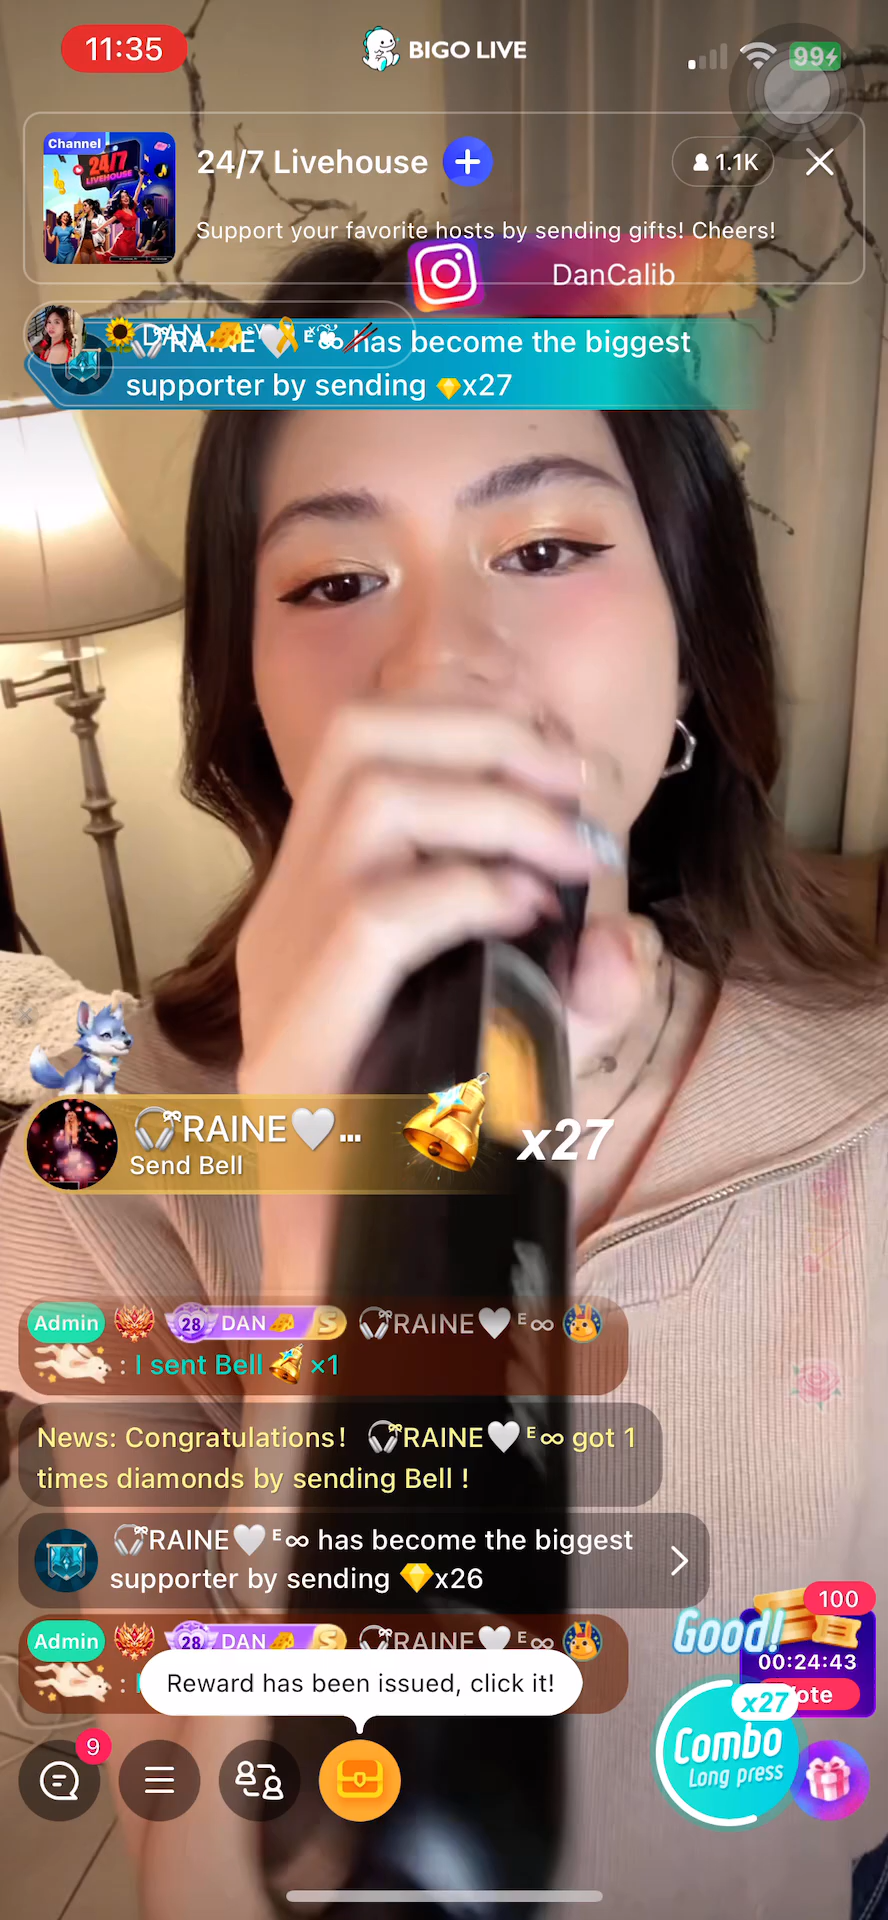 11:35
BIGO LIVE
99
Channel
24/7
LIVEHOUSE
24/7 Livehouse
1.1K
Support your favorite hosts by sending gifts! Cheers!
DanCalib
DAN
RAINE🤍ᴱ∞ has become the biggest
supporter by sending 💎x27
🎧RAINE🤍...
Send Bell
x27
Admin 28 DAN🧀 S 🎧RAINE🤍ᴱ∞
: I sent Bell x1
News: Congratulations! 🎧RAINE🤍ᴱ∞ got 1
times diamonds by sending Bell !
🎧RAINE🤍ᴱ∞ has become the biggest
supporter by sending 💎x26
100
Good!
Admin 28 DAN🧀 S 🎧RAINE🤍ᴱ∞
00:24:43
:
Reward has been issued, click it!
ote
x27
Combo
Long press
9